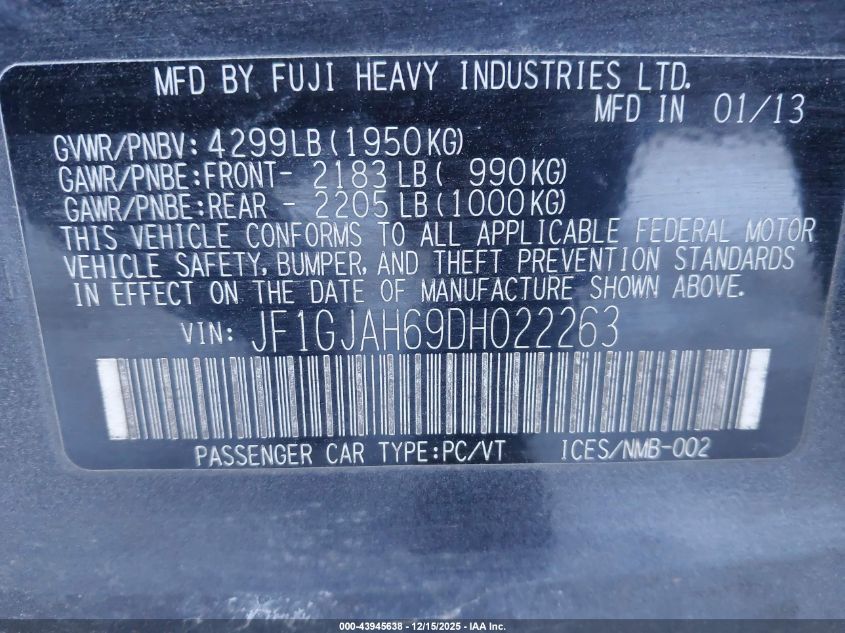 MFD BY FUJI HEAVY INDUSTRIES LTD.
MFD IN 01/13
GVWR/PNBV: 4299LB (1950KG)
GAWR/PNBE:FRONT- 2183 LB ( 990KG)
GAWR/PNBE:REAR - 2205 LB (1000KG)
THIS VEHICLE CONFORMS TO ALL APPLICABLE FEDERAL MOTOR
VEHICLE SAFETY, BUMPER, AND THEFT PREVENTION STANDARDS
IN EFFECT ON THE DATE OF MANUFACTURE SHOWN ABOVE.
VIN: JF1GJAH69DH022263
PASSENGER CAR TYPE:PC/VT ICES/NMB-002
000-43945638 - 12/15/2025 - IAA Inc.